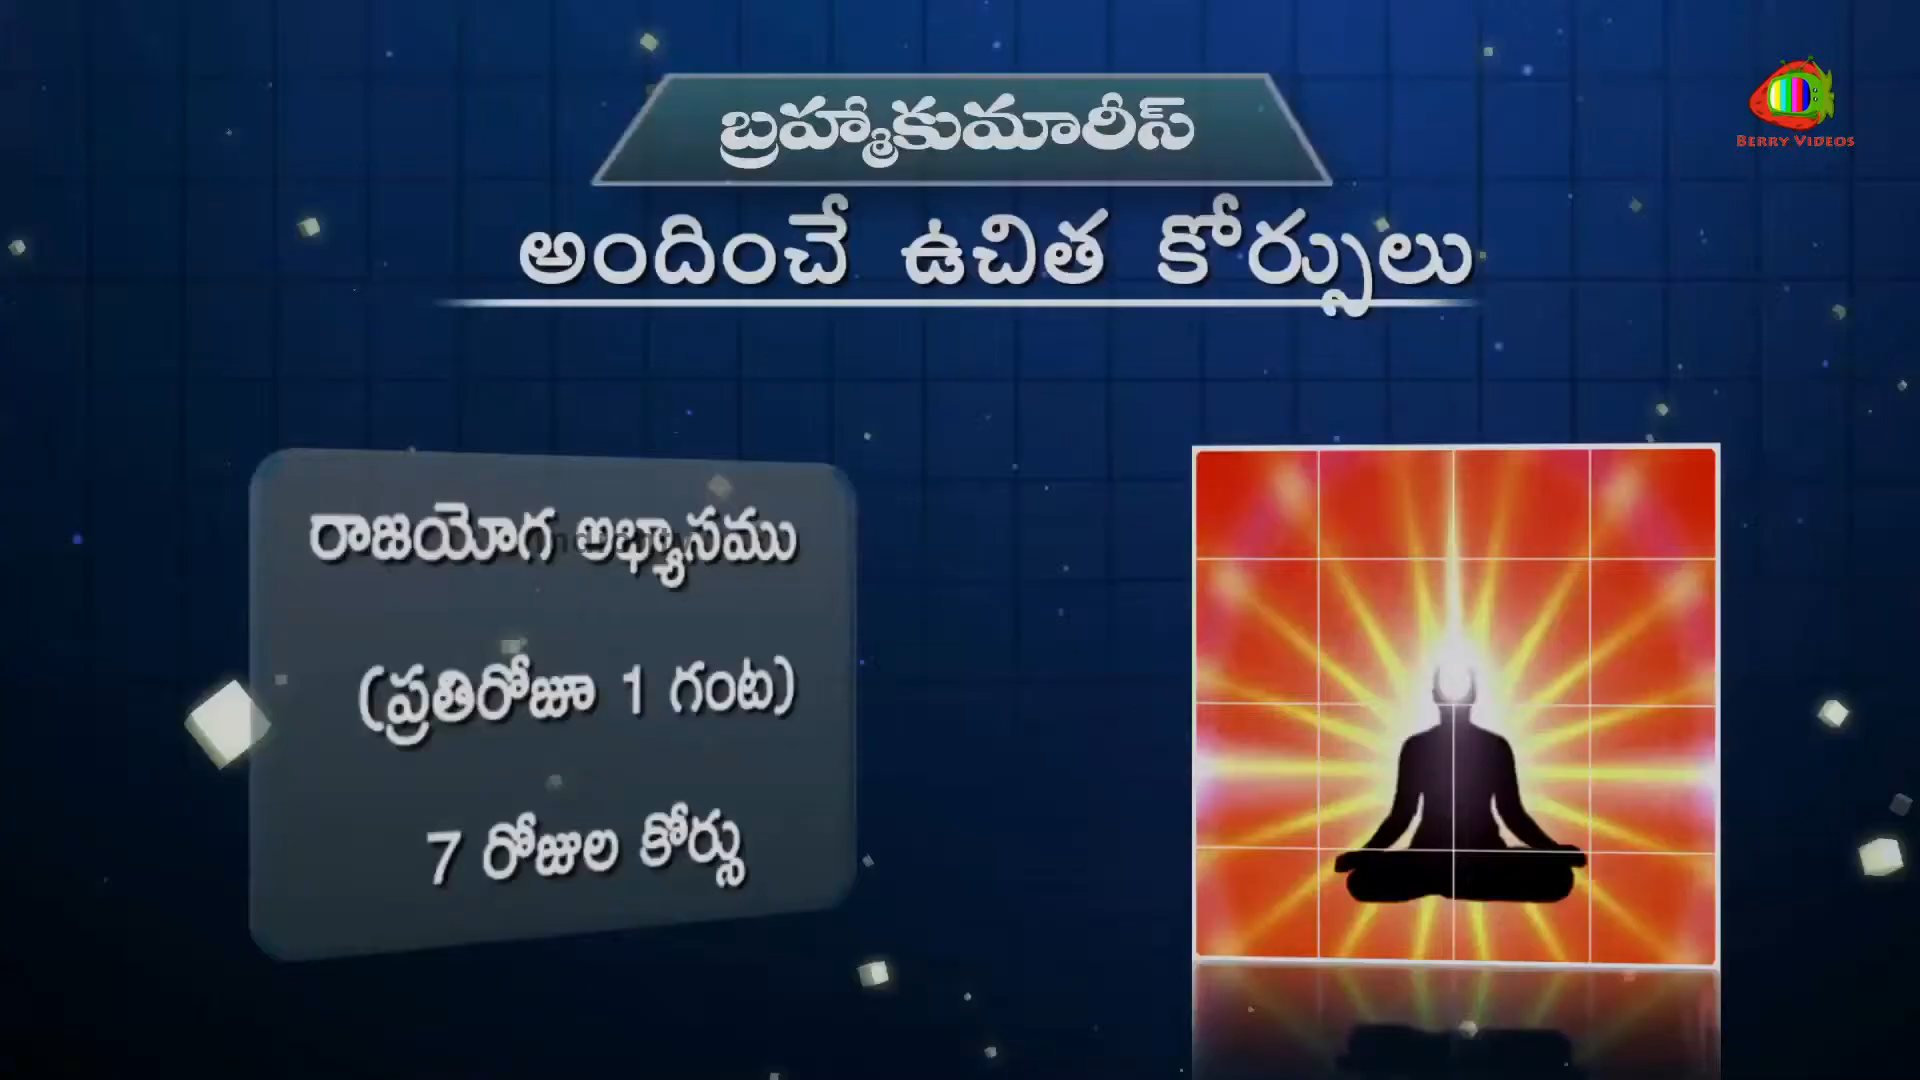 బ్రహ్మాకుమారీస్
BERRY VIDEOS
అందించే ఉచిత కోర్సులు
రాజయోగ అభ్యాసము
(ప్రతిరోజూ 1 గంట)
7 రోజుల కోర్సు